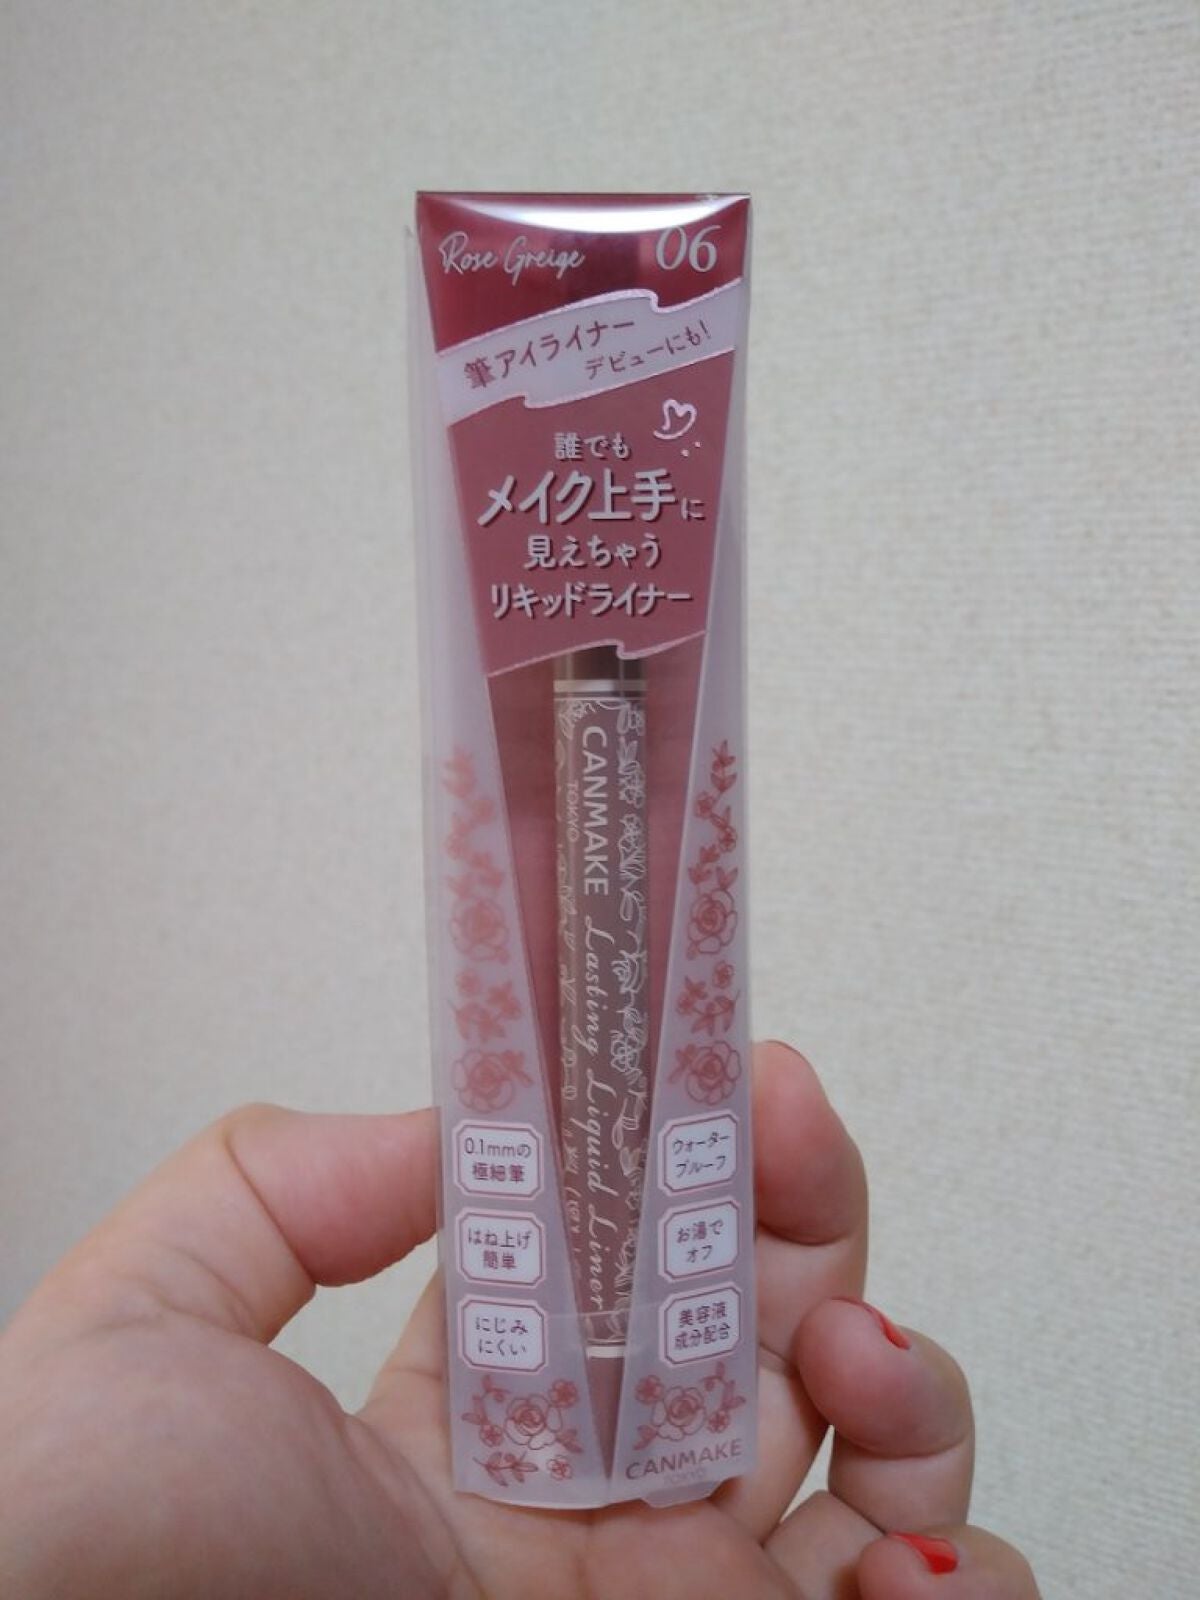 Rose Greige 06
筆アイライナー
デビューにも!
誰でも
メイク上手に
見えちゃう
リキッドライナー
CANMAKE Lasting Liquid Liner
TOKYO
0.1mmの
極細筆
はね上げ
簡単
にじみ
にくい
ウォーター
プルーフ
お湯で
オフ
美容液
成分配合
CANMAKE
TOKYO